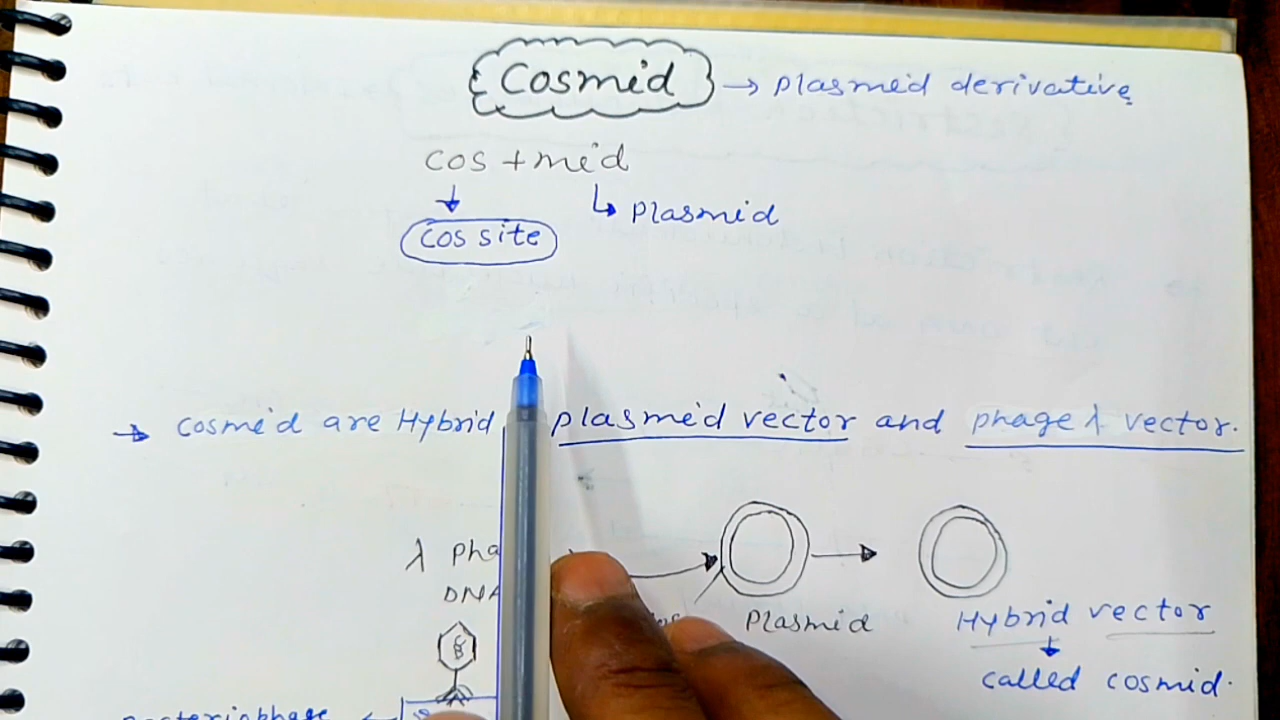 Cosmid → plasmid derivative
cos + mid
cos site
plasmid
→ cosmid are Hybrid plasmid vector and phage λ vector.
λ pha
DNA
Plasmid
Hybrid vector
called cosmid.
Bacteriophage